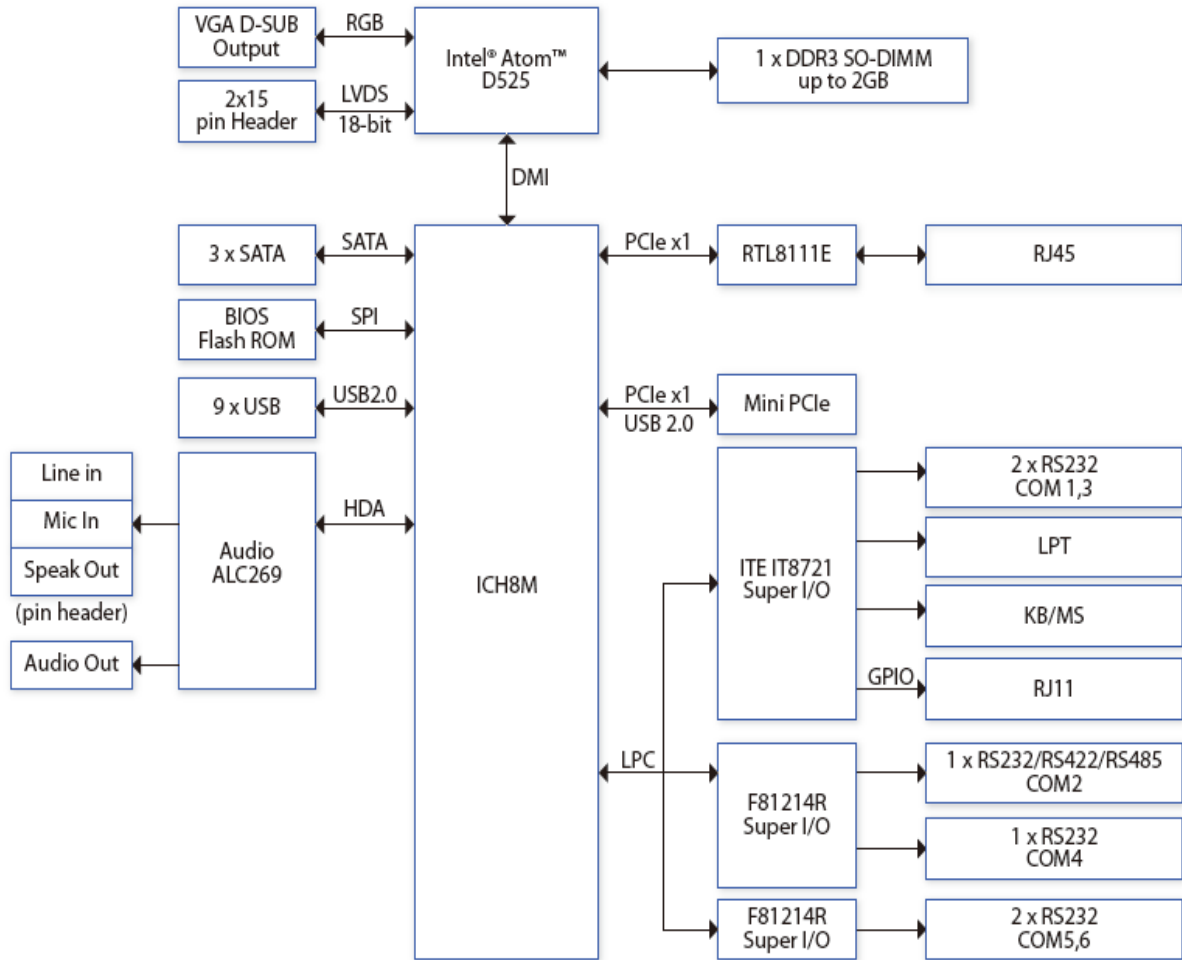 VGA D-SUB
Output
RGB
Intel® Atom™
D525
1 x DDR3 SO-DIMM
up to 2GB
2x15
pin Header
LVDS
18-bit
DMI
3 x SATA
SATA
PCIe x1
RTL8111E
RJ45
BIOS
Flash ROM
SPI
9 x USB
USB2.0
PCIe x1
USB 2.0
Mini PCIe
Line in
Mic In
Speak Out
(pin header)
Audio Out
Audio
ALC269
HDA
ICH8M
LPC
ITE IT8721
Super I/O
2 x RS232
COM 1,3
LPT
KB/MS
GPIO
RJ11
F81214R
Super I/O
1 x RS232/RS422/RS485
COM2
1 x RS232
COM4
F81214R
Super I/O
2 x RS232
COM5,6